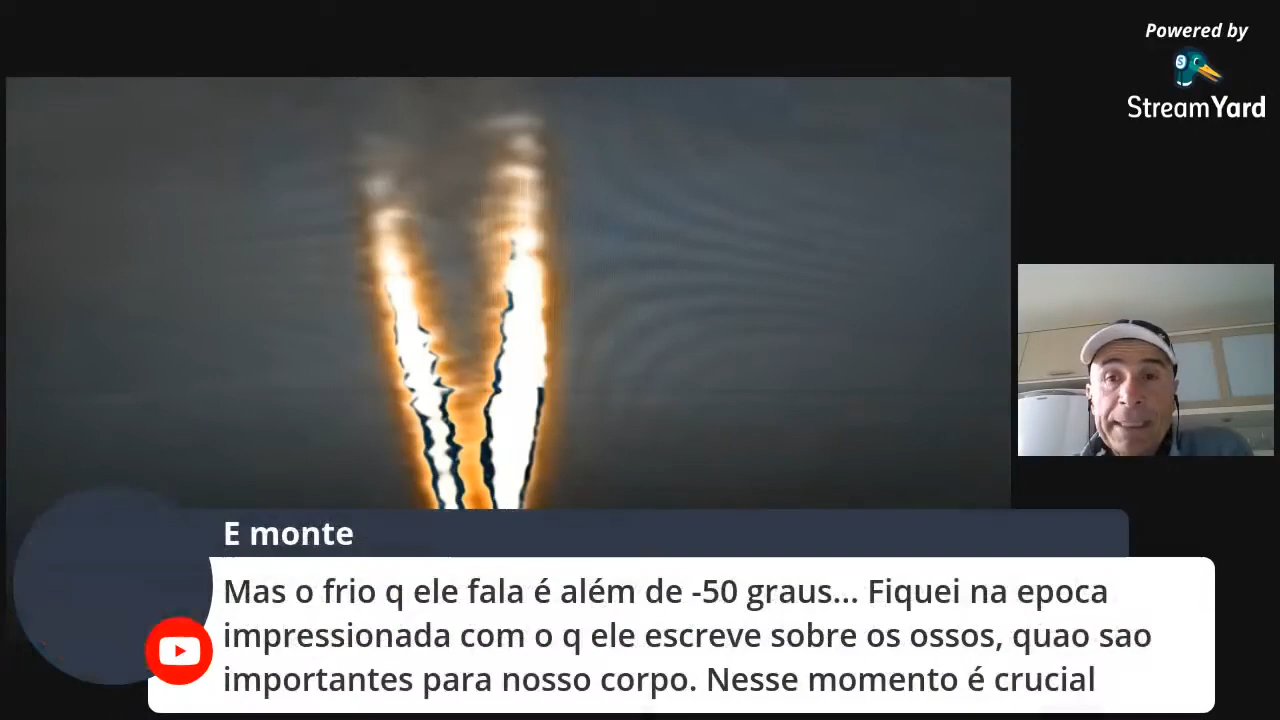 Powered by
StreamYard
E monte
Mas o frio q ele fala é além de -50 graus... Fiquei na epoca
impressionada com o q ele escreve sobre os ossos, quao sao
importantes para nosso corpo. Nesse momento é crucial